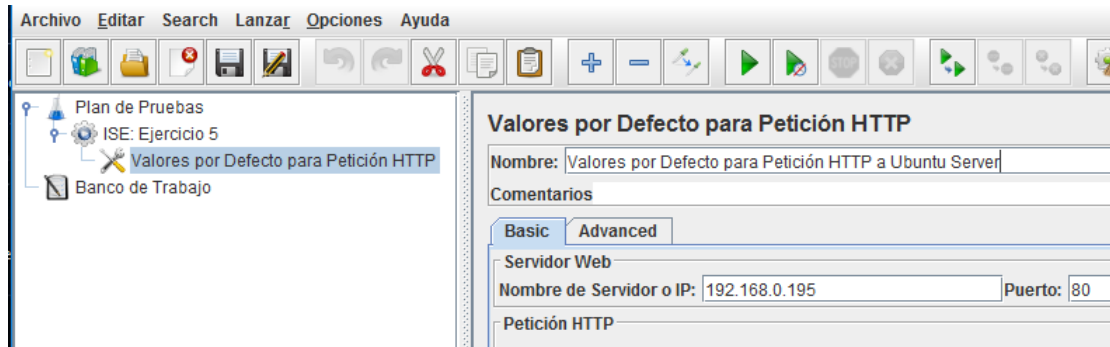 Archivo Editar Search Lanzar Opciones Ayuda
STOP
Plan de Pruebas
ISE: Ejercicio 5
Valores por Defecto para Petición HTTP
Banco de Trabajo
Valores por Defecto para Petición HTTP
Nombre: Valores por Defecto para Petición HTTP a Ubuntu Server
Comentarios
Basic Advanced
Servidor Web
Nombre de Servidor o IP: 192.168.0.195 Puerto: 80
Petición HTTP